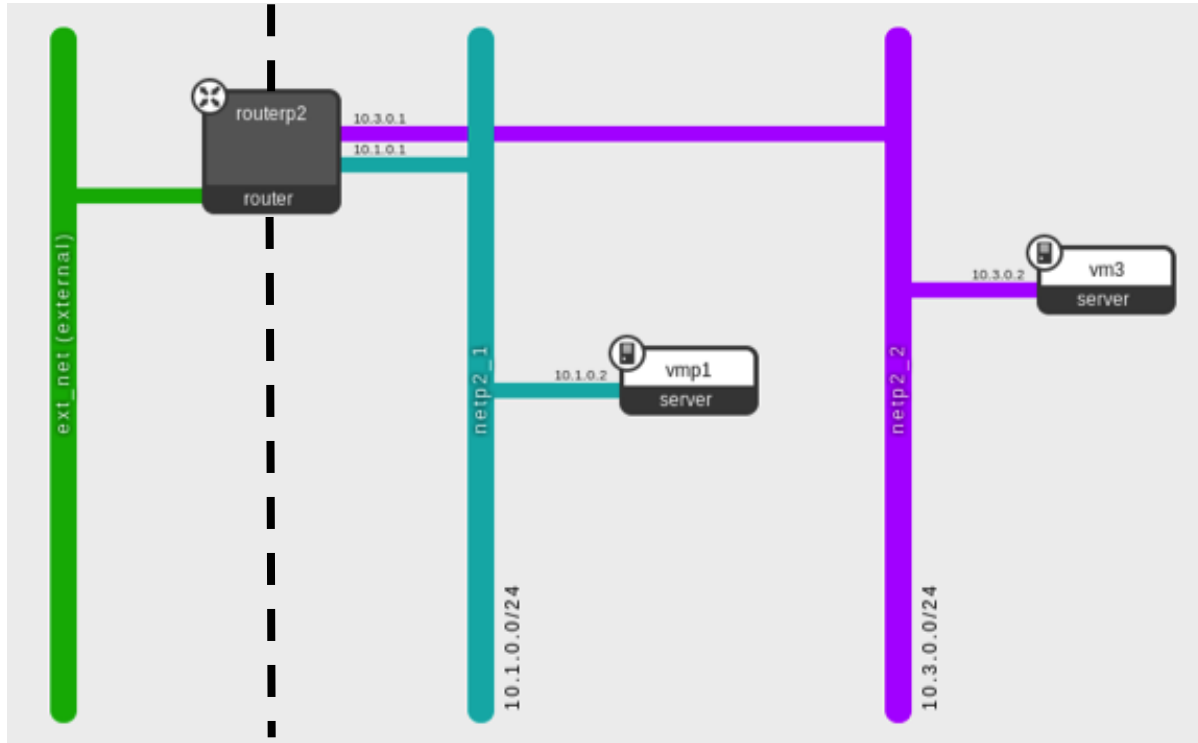 routerp2
router
10.3.0.1
10.1.0.1
ext_net (external)
netp2_1
10.1.0.0/24
10.1.0.2
vmp1
server
netp2_2
10.3.0.0/24
10.3.0.2
vm3
server